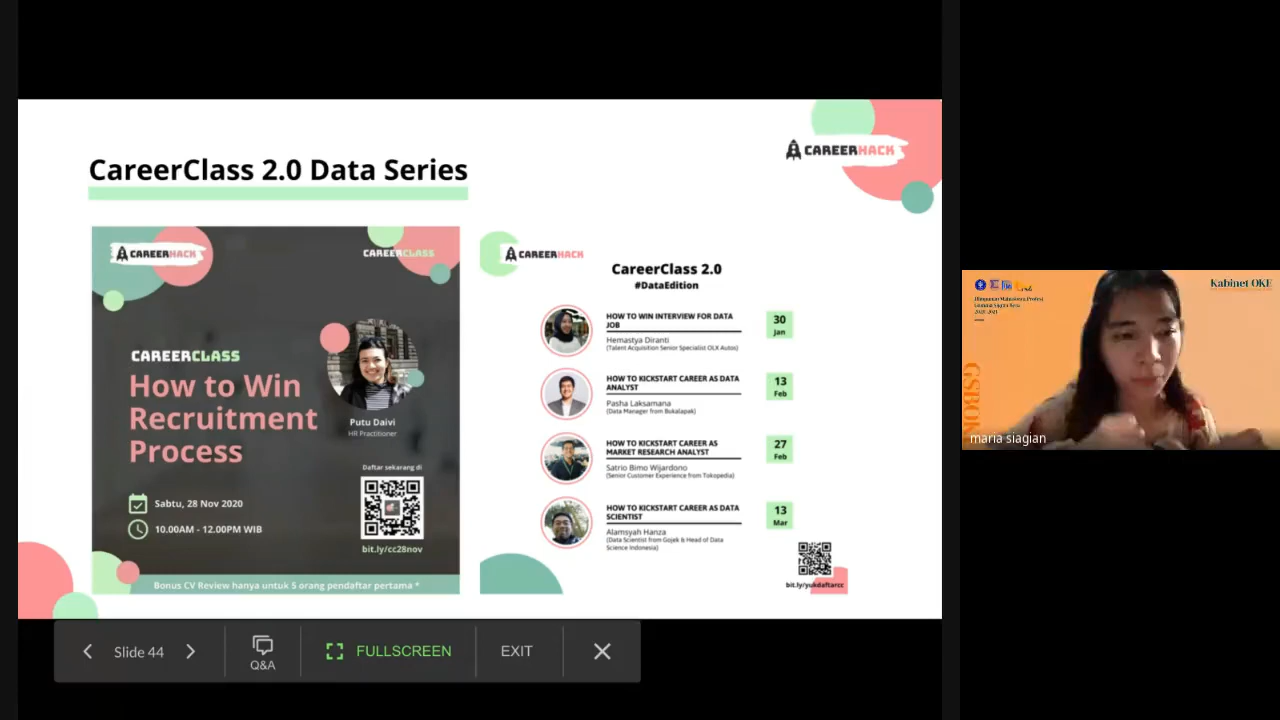 CareerClass 2.0 Data Series
CAREERHACK
CAREERHACK
CAREERCLASS
CAREERCLASS
How to Win
Recruitment
Process
Putu Daivi
HR Practitioner
Daftar sekarang di
bit.ly/cc28nov
Sabtu, 28 Nov 2020
10.00AM - 12.00PM WIB
Bonus CV Review hanya untuk 5 orang pendaftar pertama *
CAREERHACK
CareerClass 2.0
#DataEdition
HOW TO WIN INTERVIEW FOR DATA
JOB
Hemastya Diranti
(Talent Acquisition Senior Specialist OLX Autos)
30
Jan
HOW TO KICKSTART CAREER AS DATA
ANALYST
Pasha Laksamana
(Data Manager from Bukalapak)
13
Feb
HOW TO KICKSTART CAREER AS
MARKET RESEARCH ANALYST
Satrio Bimo Wijardono
(Senior Customer Experience from Tokopedia)
27
Feb
HOW TO KICKSTART CAREER AS DATA
SCIENTIST
Alamsyah Hanza
(Data Scientist from Gojek & Head of Data
Science Indonesia)
13
Mar
bit.ly/yukdaftarcc
Slide 44
Q&A
FULLSCREEN
EXIT
Kabinet OKE
maria siagian